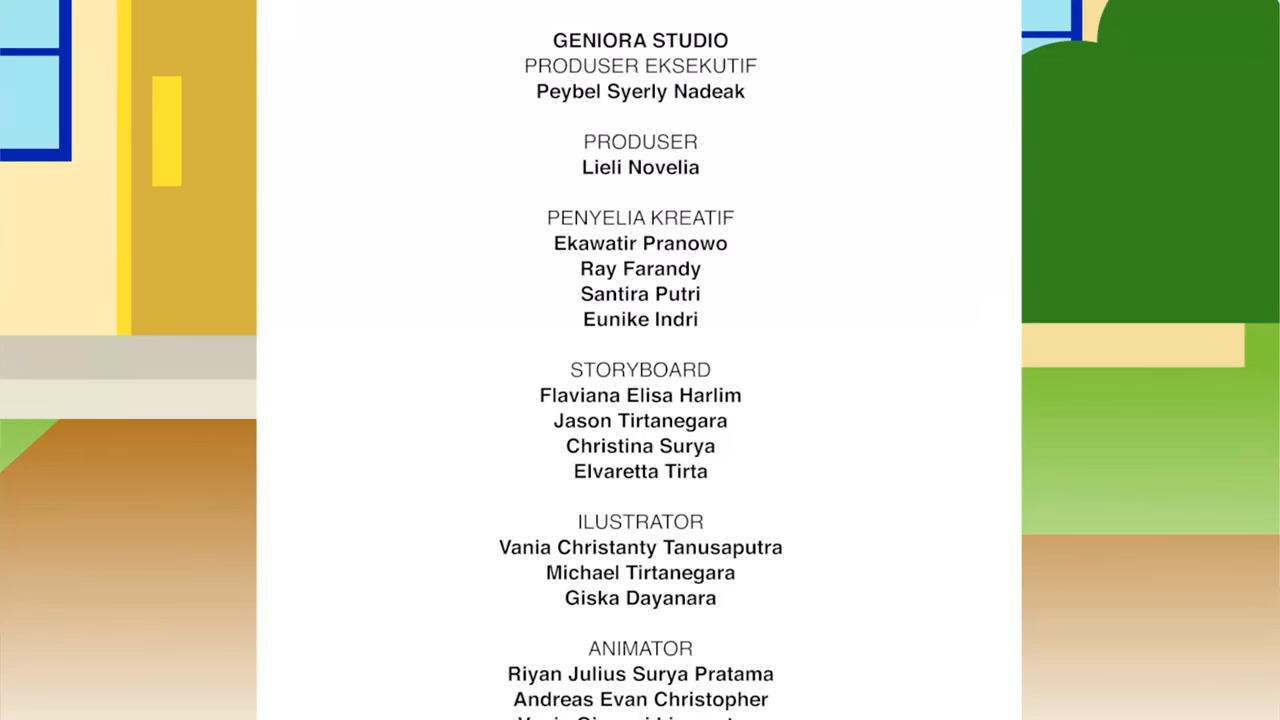 GENIORA STUDIO
PRODUSER EKSEKUTIF
Peybel Syerly Nadeak
PRODUSER
Lieli Novelia
PENYELIA KREATIF
Ekawatir Pranowo
Ray Farandy
Santira Putri
Eunike Indri
STORYBOARD
Flaviana Elisa Harlim
Jason Tirtanegara
Christina Surya
Elvaretta Tirta
ILUSTRATOR
Vania Christanty Tanusaputra
Michael Tirtanegara
Giska Dayanara
ANIMATOR
Riyan Julius Surya Pratama
Andreas Evan Christopher